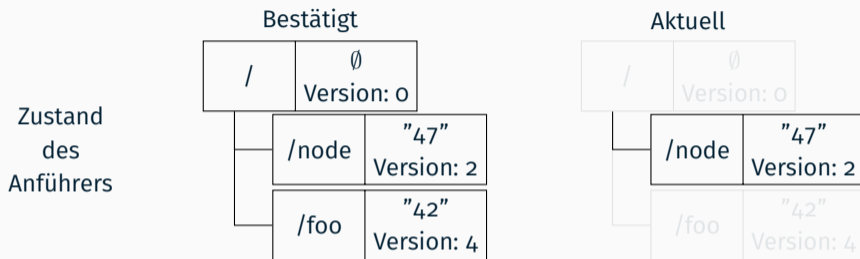 Bestätigt
Aktuell
Zustand
des
Anführers
/
∅
Version: 0
/node
"47"
Version: 2
/foo
"42"
Version: 4
/
∅
Version: 0
/node
"47"
Version: 2
/foo
"42"
Version: 4